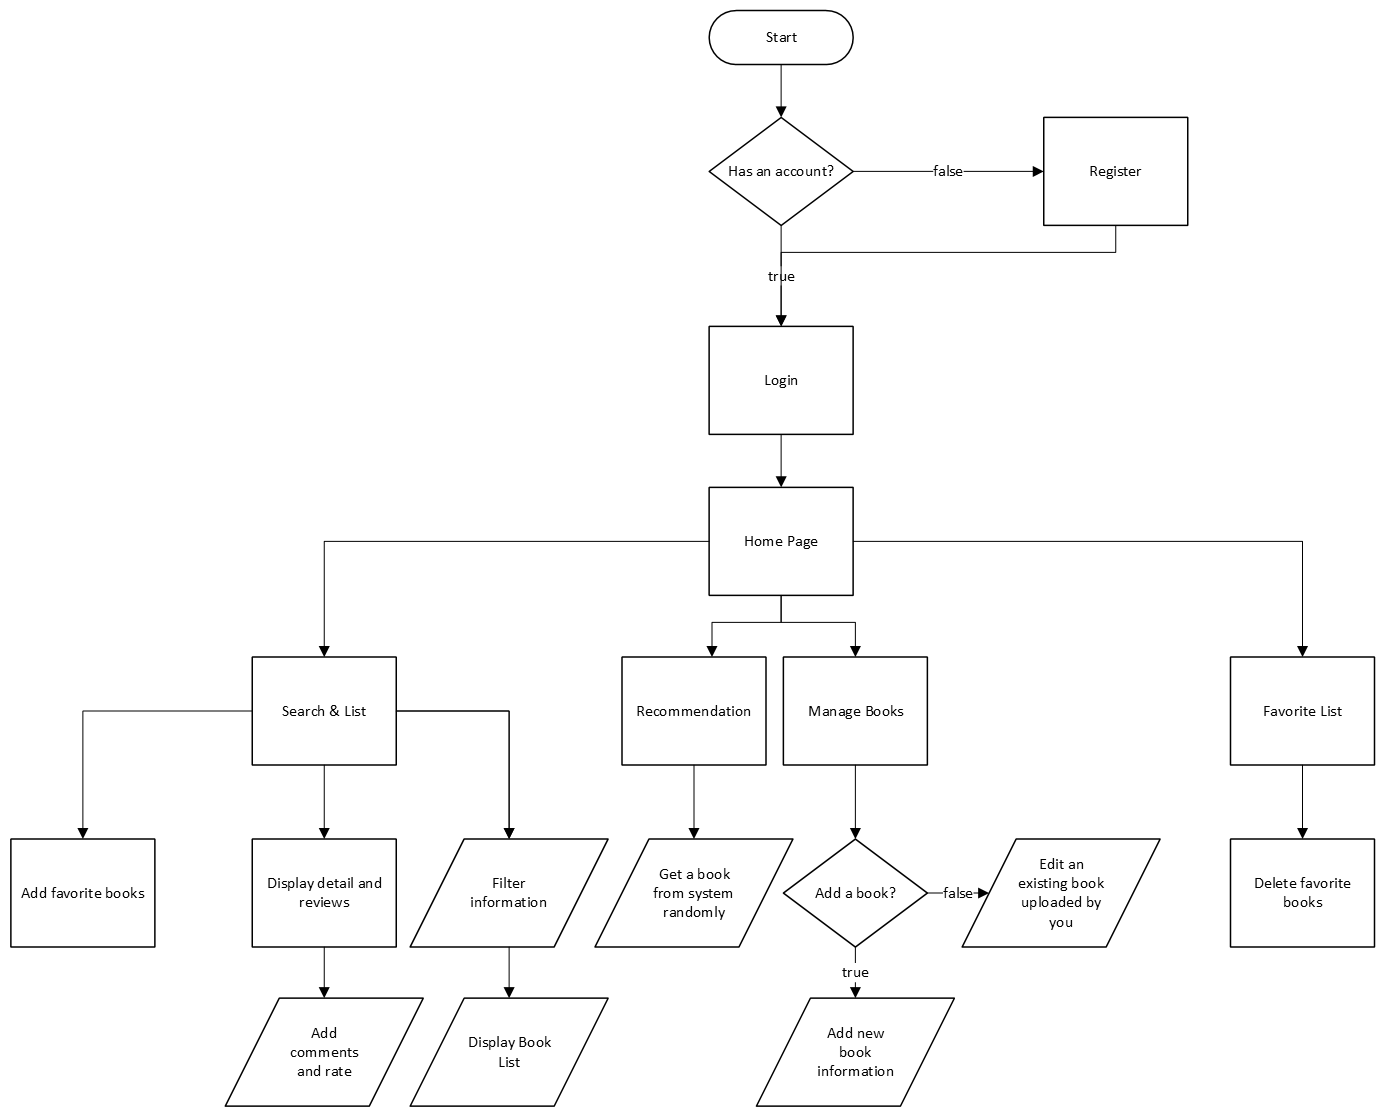 Start
Has an account?
false
Register
true
Login
Home Page
Search & List
Recommendation
Manage Books
Favorite List
Add favorite books
Display detail and
reviews
Filter
information
Get a book
from system
randomly
Add a book?
false
Edit an
existing book
uploaded by
you
Delete favorite
books
true
Add
comments
and rate
Display Book
List
Add new
book
information